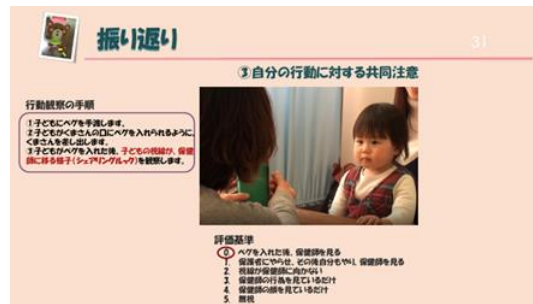 振り返り
31
③自分の行動に対する共同注意
行動観察の手順
①子どもにペグを手渡します。
②子どもがくまさんの口にペグを入れられるように、
くまさんを差し出します。
③子どもがペグを入れた後、子どもの視線が、保健
師に移る様子(シェアリングルック)を観察します。
評価基準
0. ペグを入れた後、保健師を見る
1. 保護者にやらせ、その後自分もやり、保健師を見る
2. 視線が保健師に向かない
3. 保健師の行為を見ているだけ
4. 保健師の顔を見ているだけ
5. 無視